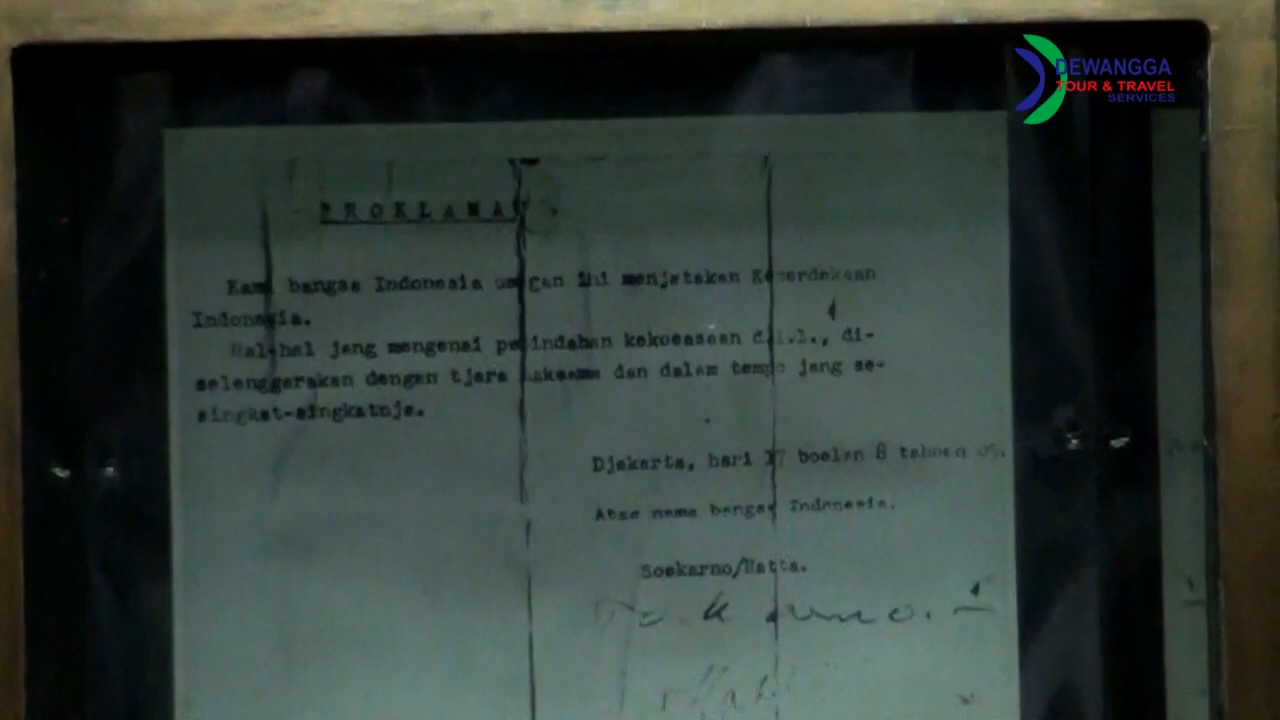 DEWANGGA
TOUR & TRAVEL
SERVICES
PROKLAMASI
Kami bangsa Indonesia dengan ini menjatakan Kemerdekaan
Indonesia.
Hal-hal jang mengenai pemindahan kekoeasaan d.l.l., di-
selenggarakan dengan tjara saksama dan dalam tempo jang se-
singkat-singkatnja.
Djakarta, hari 17 boelan 8 tahoen 05.
Atas nama bangsa Indonesia.
Soekarno/Hatta.